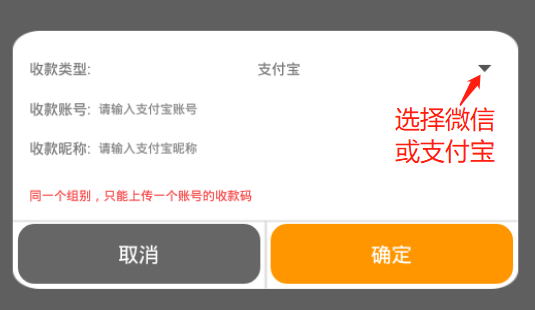 收款类型: 支付宝
收款账号: 请输入支付宝账号
选择微信
或支付宝
收款昵称: 请输入支付宝昵称
同一个组别，只能上传一个账号的收款码
取消 确定